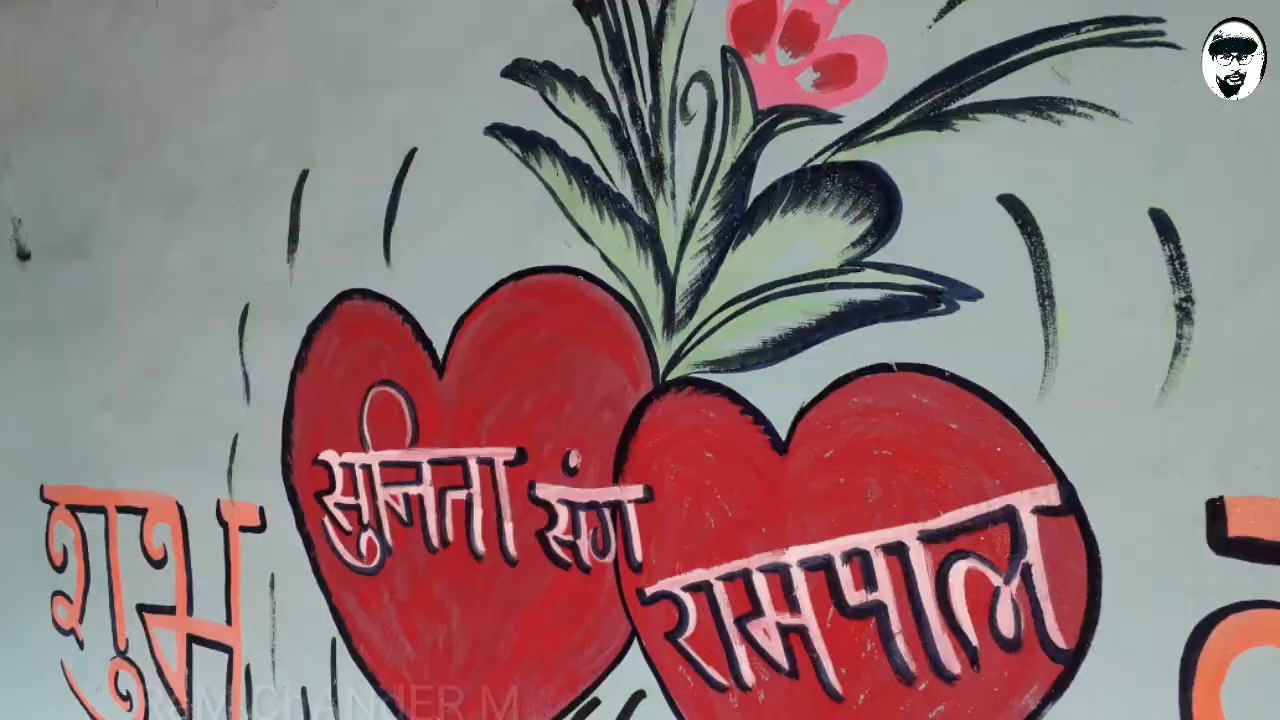 शुभ
सुनिता संग
रामपाल